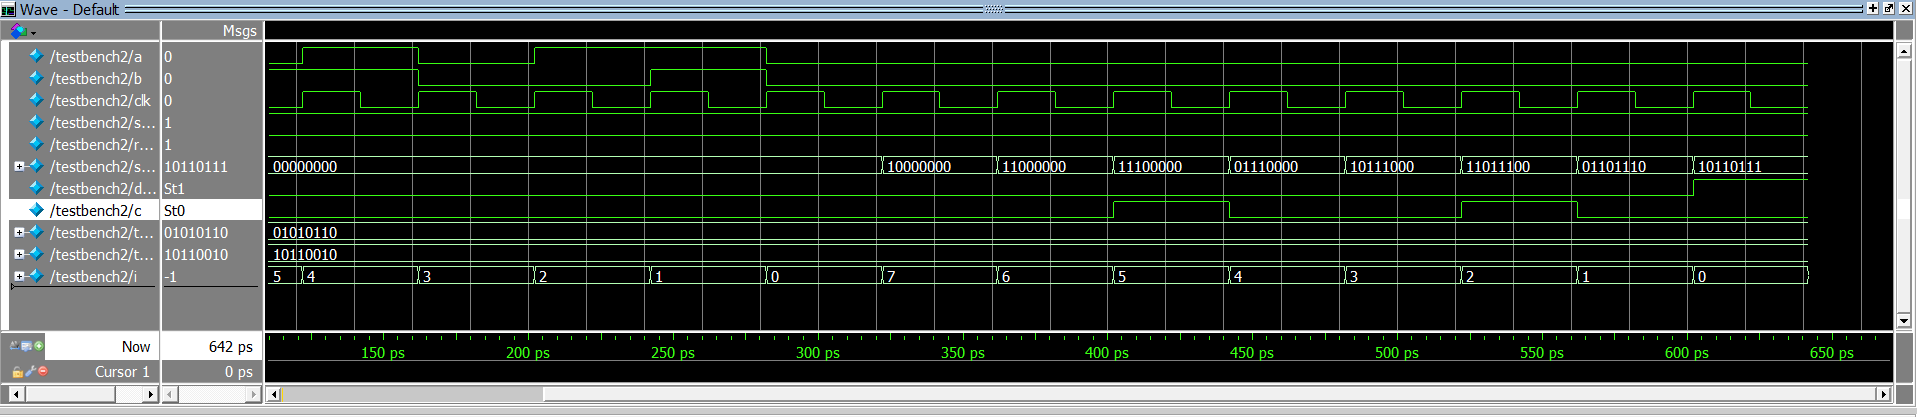 Wave - Default
Msgs
/testbench2/a 0
/testbench2/b 0
/testbench2/clk 0
/testbench2/s... 1
/testbench2/r... 1
/testbench2/s... 10110111 00000000 10000000 11000000 11100000 01110000 10111000 11011100 01101110 10110111
/testbench2/d... St1
/testbench2/c St0
/testbench2/t... 01010110 01010110
/testbench2/t... 10110010 10110010
/testbench2/i -1 5 4 3 2 1 0 7 6 5 4 3 2 1 0
Now 642 ps 150 ps 200 ps 250 ps 300 ps 350 ps 400 ps 450 ps 500 ps 550 ps 600 ps 650 ps
Cursor 1 0 ps